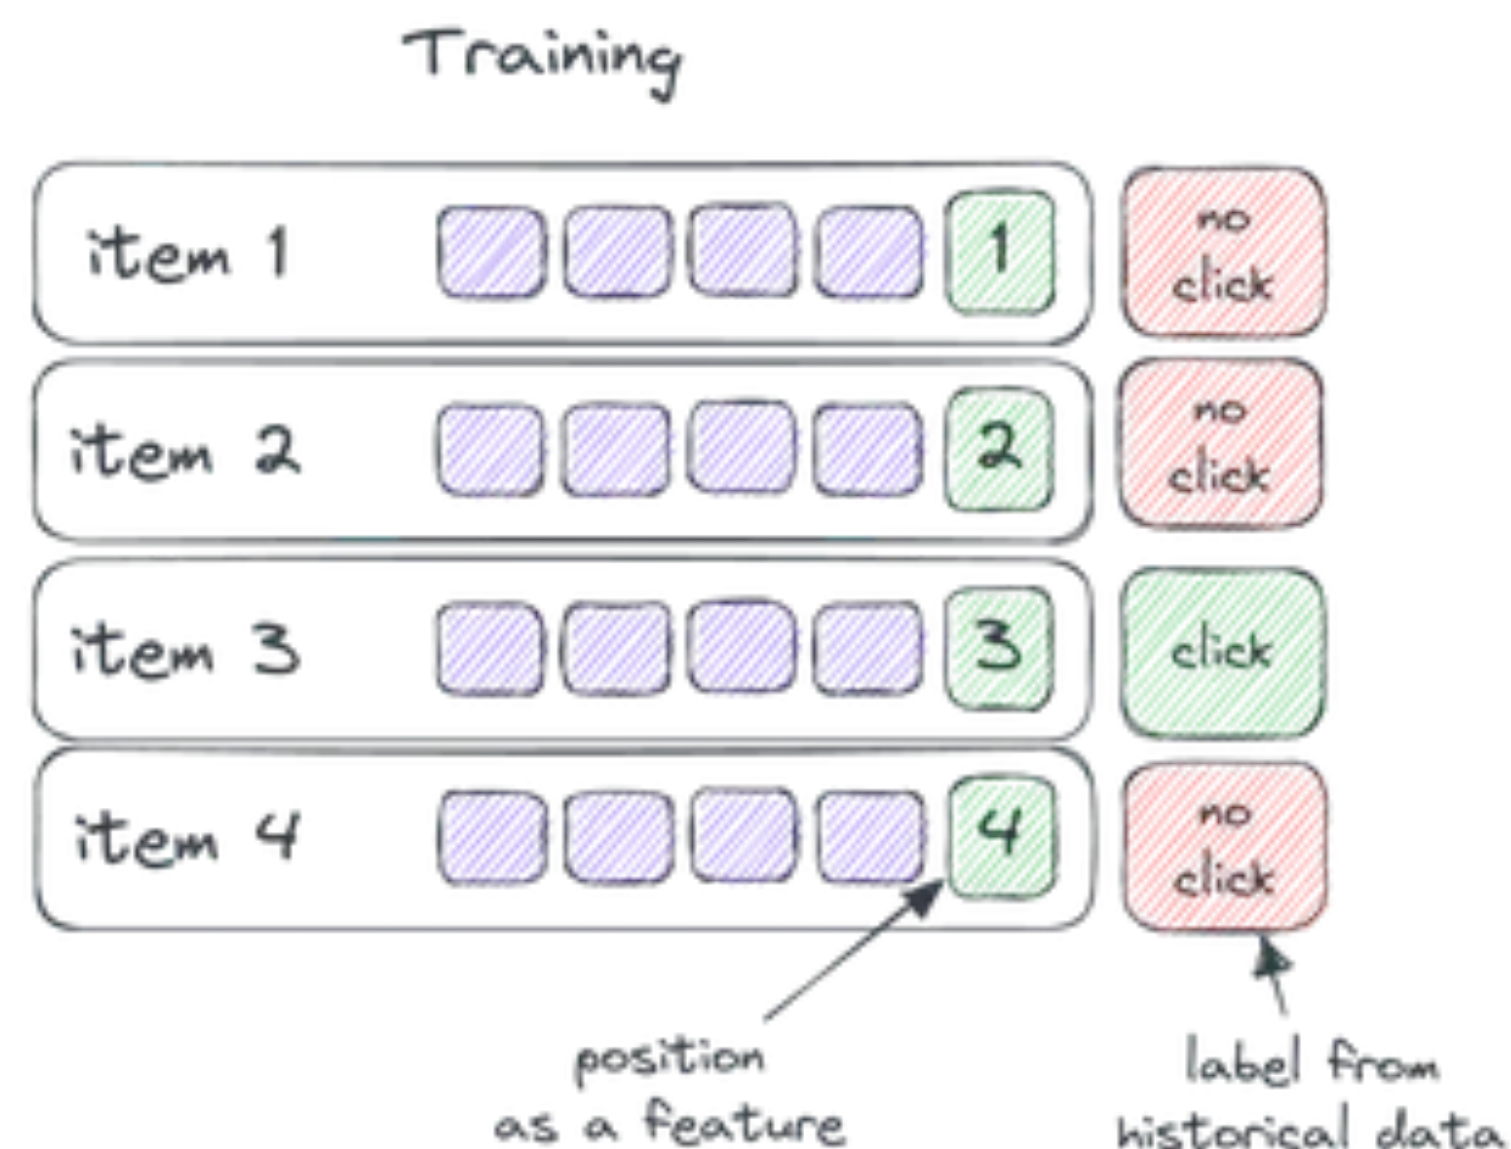 Training
item 1 1 no
click
item 2 2 no
click
item 3 3 click
item 4 4 no
click
position
as a feature
label from
historical data